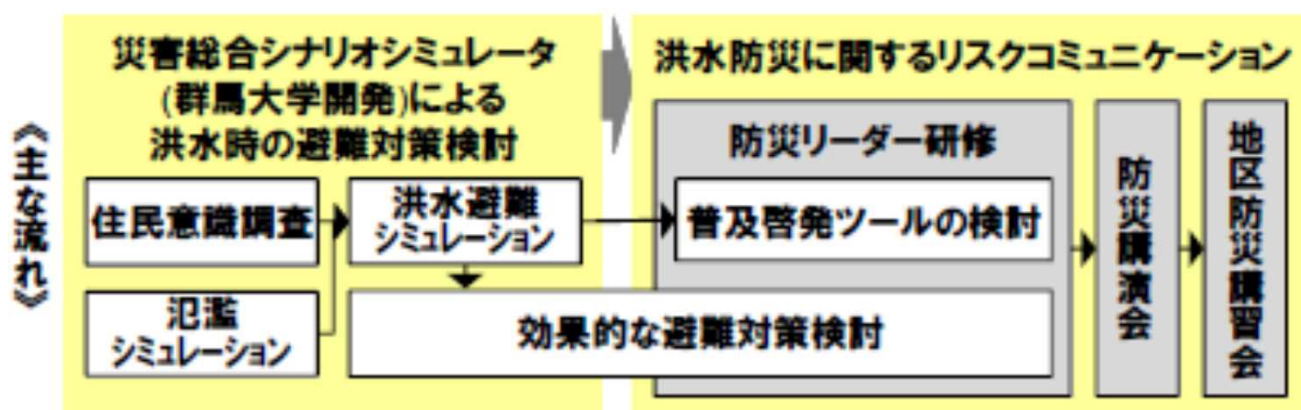 《主な流れ》
災害総合シナリオシミュレータ
(群馬大学開発)による
洪水時の避難対策検討
住民意識調査
氾濫
シミュレーション
洪水避難
シミュレーション
効果的な避難対策検討
洪水防災に関するリスクコミュニケーション
防災リーダー研修
普及啓発ツールの検討
防災講演会
地区防災講習会